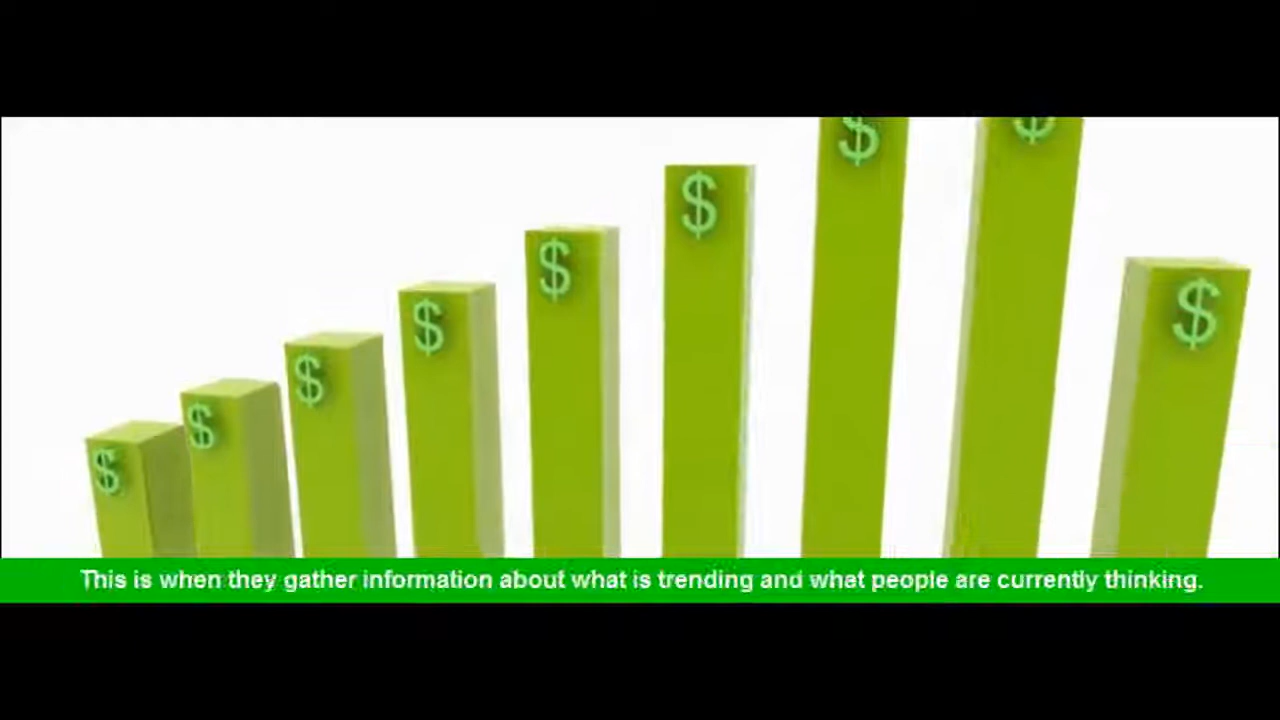 $ $ $ $ $ $ $ $ $
This is when they gather information about what is trending and what people are currently thinking.